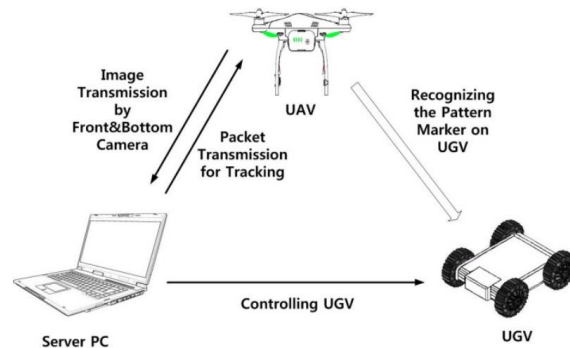 Image
Transmission
by
Front&Bottom
Camera
UAV
Packet
Transmission
for Tracking
Recognizing
the Pattern
Marker on
UGV
Controlling UGV
Server PC
UGV